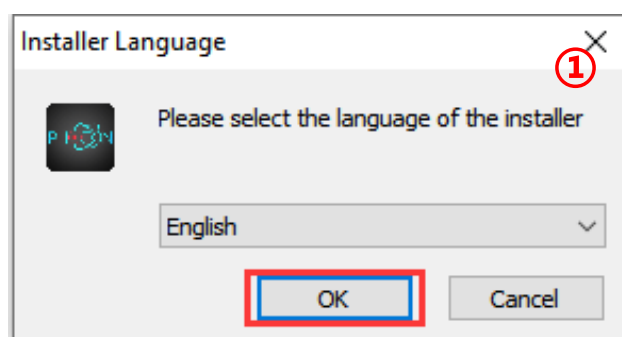 Installer Language
①
Please select the language of the installer
English
OK
Cancel